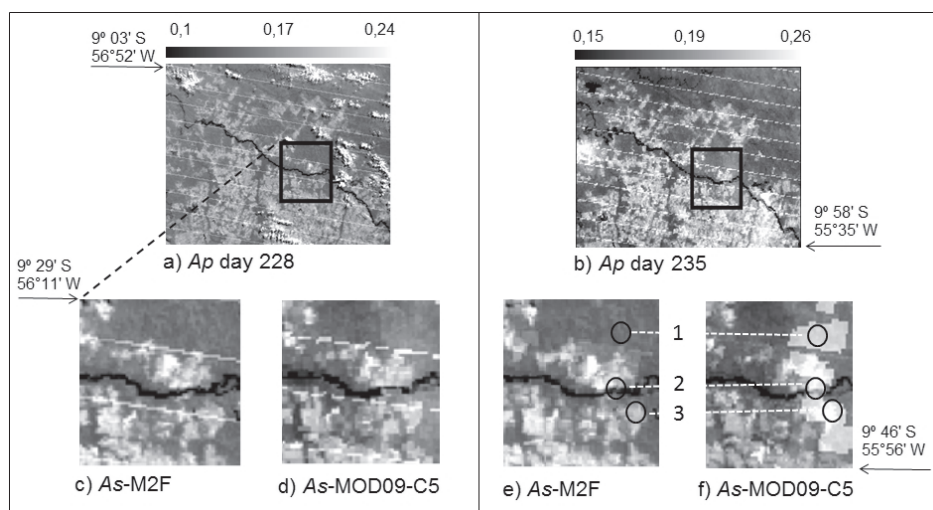 0,1 0,17 0,24
9º 03' S
56°52' W
a) Ap day 228
9º 29' S
56°11' W
c) As-M2F
d) As-MOD09-C5
0,15 0,19 0,26
9º 58' S
55°35' W
b) Ap day 235
1
2
3
9º 46' S
55°56' W
e) As-M2F
f) As-MOD09-C5